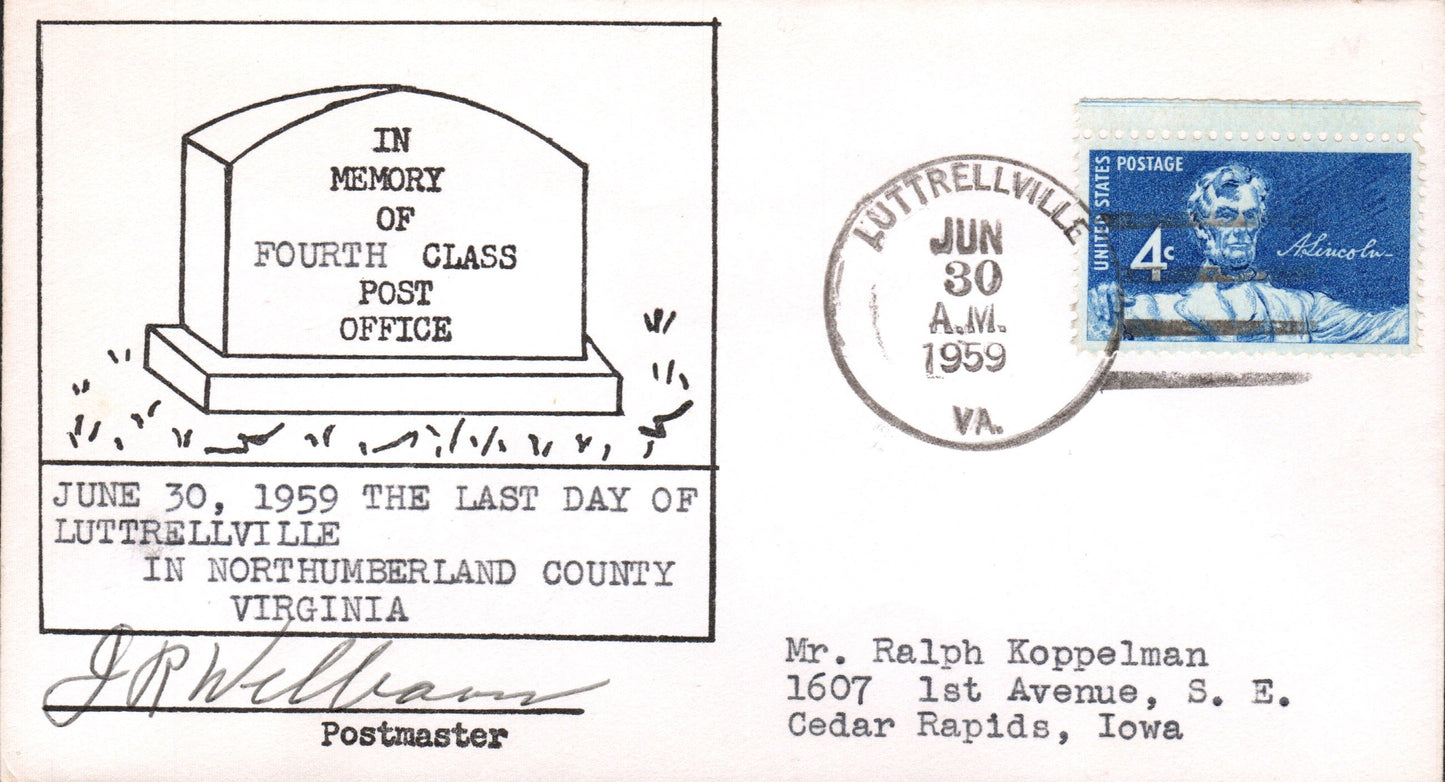 IN
MEMORY
OF
FOURTH CLASS
POST
OFFICE
JUNE 30, 1959 THE LAST DAY OF
LUTTRELLVILLE
IN NORTHUMBERLAND COUNTY
VIRGINIA
Postmaster
LUTTRELLVILLE
JUN
30
A.M.
1959
VA.
UNITED STATES POSTAGE
4c
A. Lincoln
Mr. Ralph Koppelman
1607 1st Avenue, S. E.
Cedar Rapids, Iowa